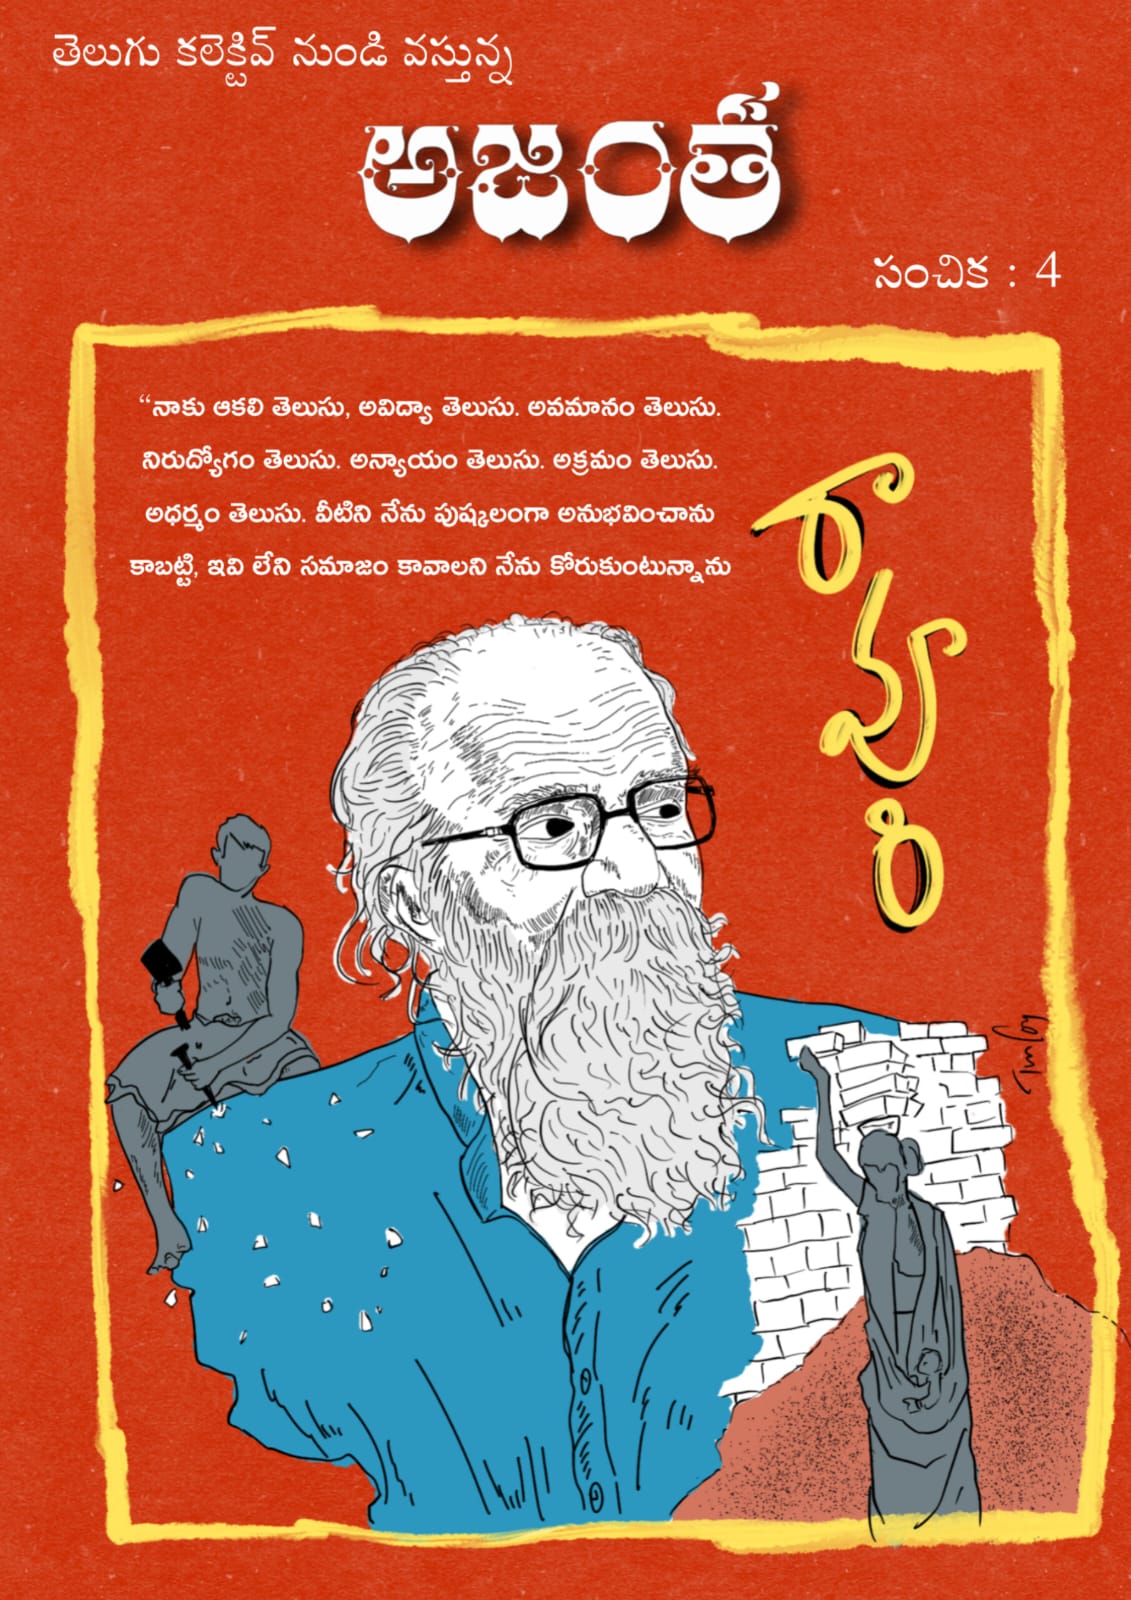 తెలుగు కలెక్టివ్ నుండి వస్తున్న
అజంత
సంచిక : 4
“నాకు ఆకలి తెలుసు, అవిద్యా తెలుసు. అవమానం తెలుసు.
నిరుద్యోగం తెలుసు. అన్యాయం తెలుసు. అక్రమం తెలుసు.
అధర్మం తెలుసు. వీటిని నేను పుష్కలంగా అనుభవించాను
కాబట్టి, ఇవి లేని సమాజం కావాలని నేను కోరుకుంటున్నాను
రావూరి